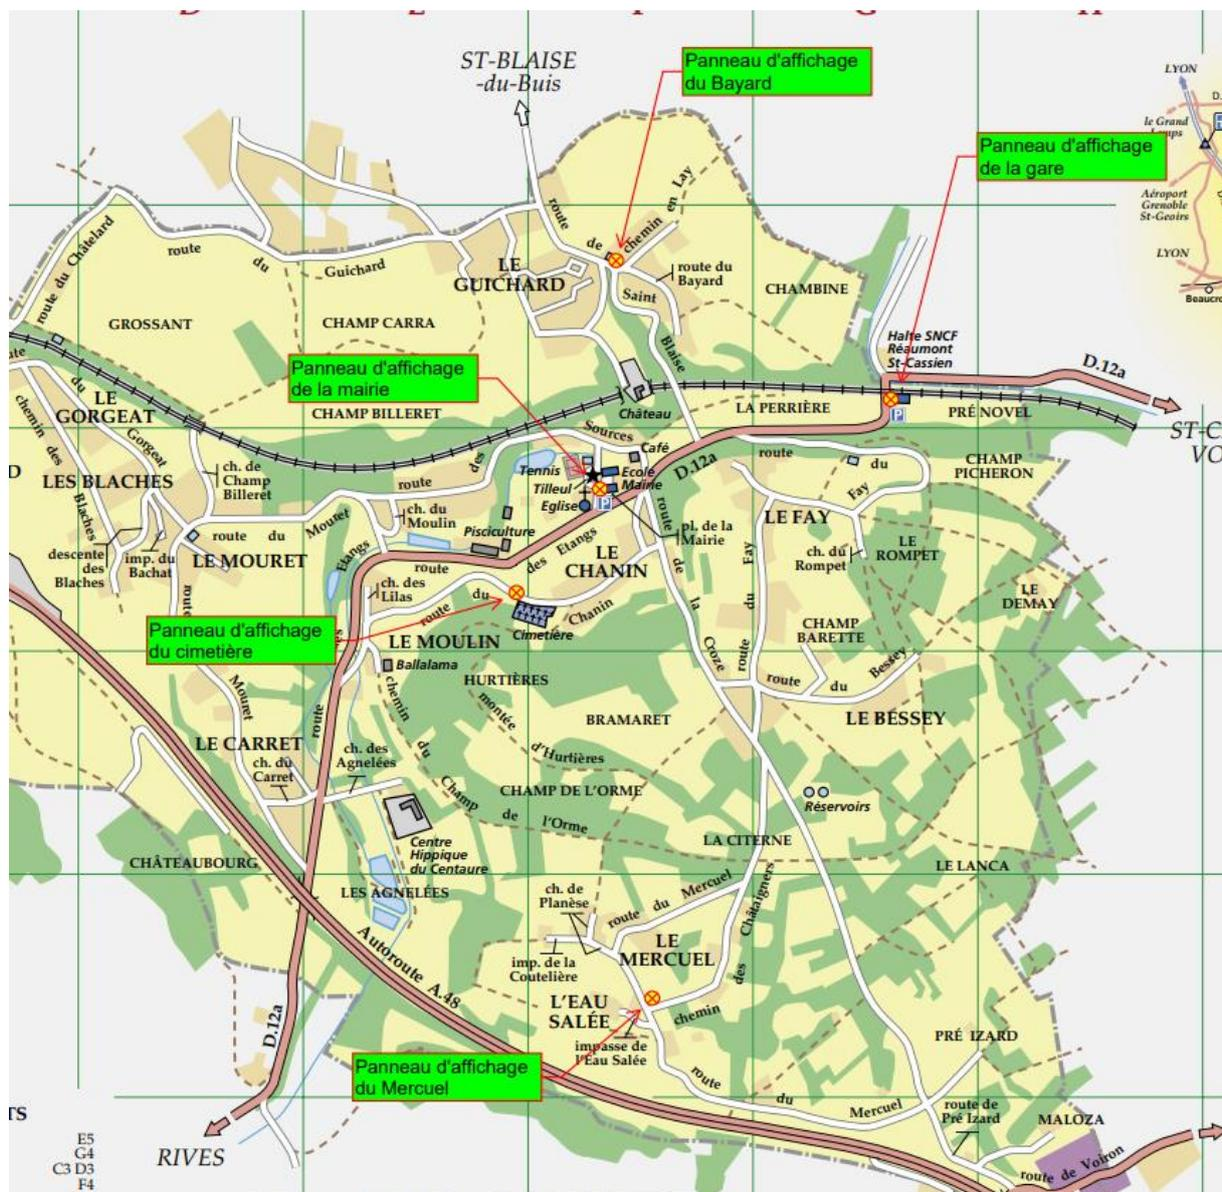 D E F G H
ST-BLAISE
-du-Buis
Panneau d'affichage
du Bayard
Panneau d'affichage
de la gare
LYON
le Grand
Aéroport
Grenoble
St-Geoirs
LYON
Beaucro
route du Châtelard
route du Guichard
route de Saint Blaise
chemin en Lay
LE
GUICHARD
route du
Bayard
CHAMBINE
GROSSANT
CHAMP CARRA
Halte SNCF
Réaumont
St-Cassien
D.12a
Panneau d'affichage
de la mairie
Château
LA PERRIÈRE
PRÉ NOVEL
LE
GORGEAT
CHAMP BILLERET
ST-C
VO
chemin des Blaches
du Gorgeat
LES BLACHES
ch. de
Champ
Billeret
route des Sources
Tennis
Tilleul
Eglise
Café
Ecole
Mairie
D.12a
route du Fay
CHAMP
PICHERON
LE FAY
ch. du
Moulin
Pisciculture
pl. de la
Mairie
route du Mouret
descente
des
Blaches
imp. du
Bachat
LE MOURET
route des Etangs
LE
CHANIN
route de la Croze
route du Fay
ch. du
Rompet
LE
ROMPET
LE
DEMAY
ch. des
Lilas
route du Chanin
Cimetière
CHAMP
BARETTE
Panneau d'affichage
du cimetière
LE MOULIN
Ballalama
HURTIÈRES
route du Bessey
LE BESSEY
route du Mouret
montée d'Hurtières
BRAMARET
LE CARRET
ch. du
Carret
ch. des
Agnelées
chemin du Champ de l'Orme
CHAMP DE L'ORME
Réservoirs
Centre
Hippique
du Centaure
LA CITERNE
CHÂTEAUBOURG
LES AGNELÉES
LE LANCA
ch. de
Planèse
route du Mercuel
chemin des Châtaigners
LE
MERCUEL
imp. de la
Coutelière
Autoroute A.48
L'EAU
SALÉE
impasse de
l'Eau Salée
D.12a
PRÉ IZARD
Panneau d'affichage
du Mercuel
route du Mercuel
route de
Pré Izard
MALOZA
route de Voiron
RIVES
TS
E5
G4
C3 D3
F4